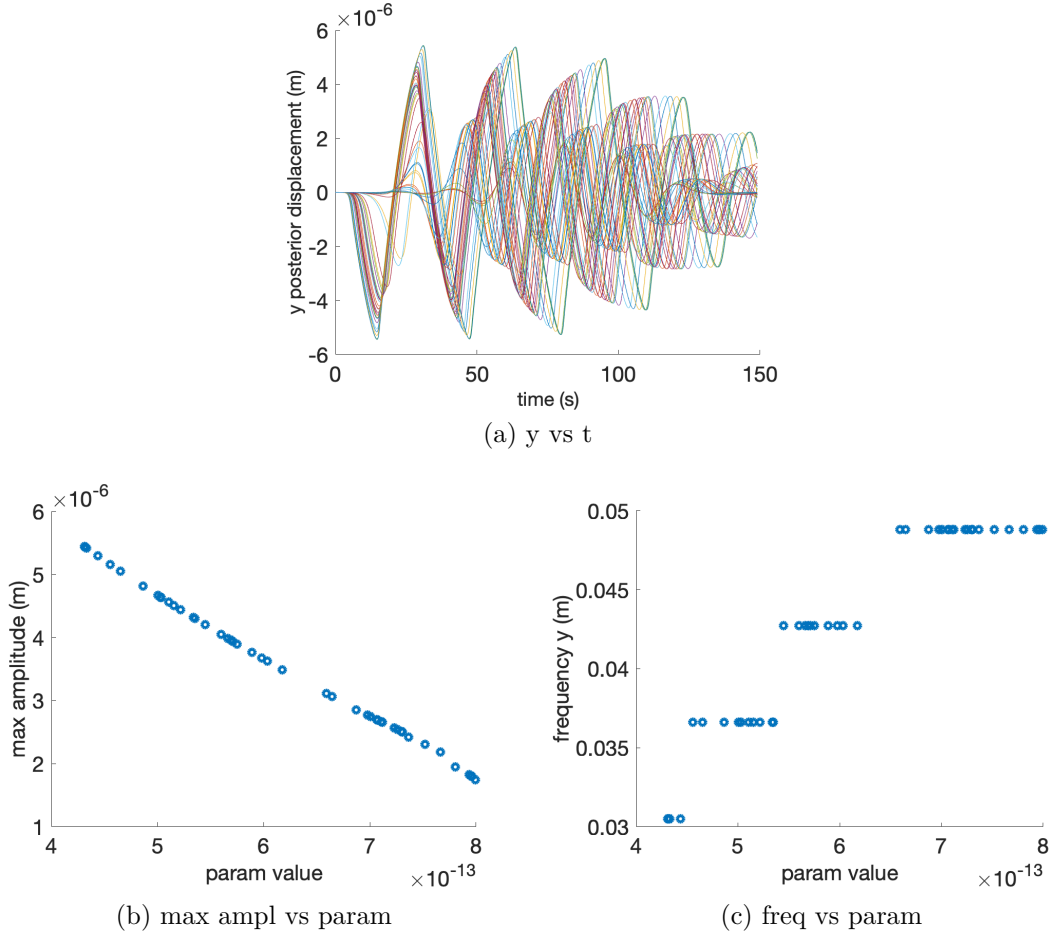 ×10⁻⁶
6
4
2
0
-2
-4
-6
y posterior displacement (m)
0 50 100 150
time (s)
(a) y vs t
×10⁻⁶
6
5
4
3
2
1
max amplitude (m)
4 5 6 7 8
param value
×10⁻¹³
(b) max ampl vs param
0.05
0.045
0.04
0.035
0.03
frequency y (m)
4 5 6 7 8
param value
×10⁻¹³
(c) freq vs param